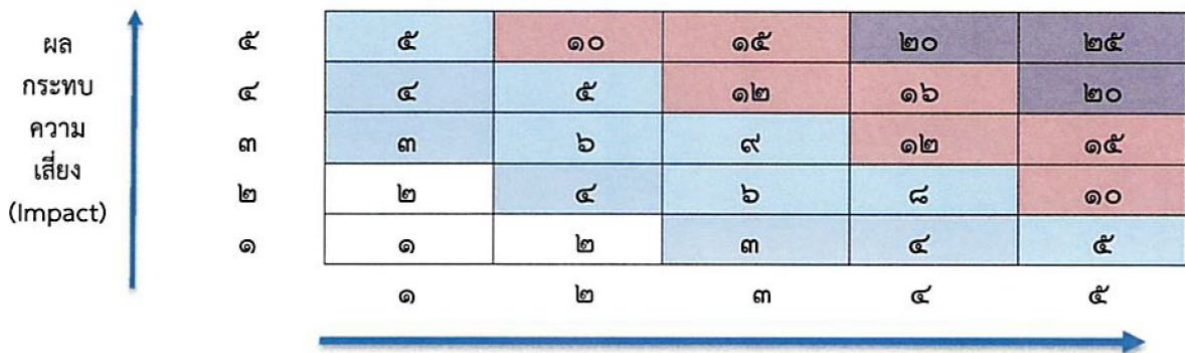 ผล
กระทบ
ความ
เสี่ยง
(Impact)
๕ ๕ ๑๐ ๑๕ ๒๐ ๒๕
๔ ๔ ๕ ๑๒ ๑๖ ๒๐
๓ ๓ ๖ ๙ ๑๒ ๑๕
๒ ๒ ๔ ๖ ๘ ๑๐
๑ ๑ ๒ ๓ ๔ ๕
๑ ๒ ๓ ๔ ๕